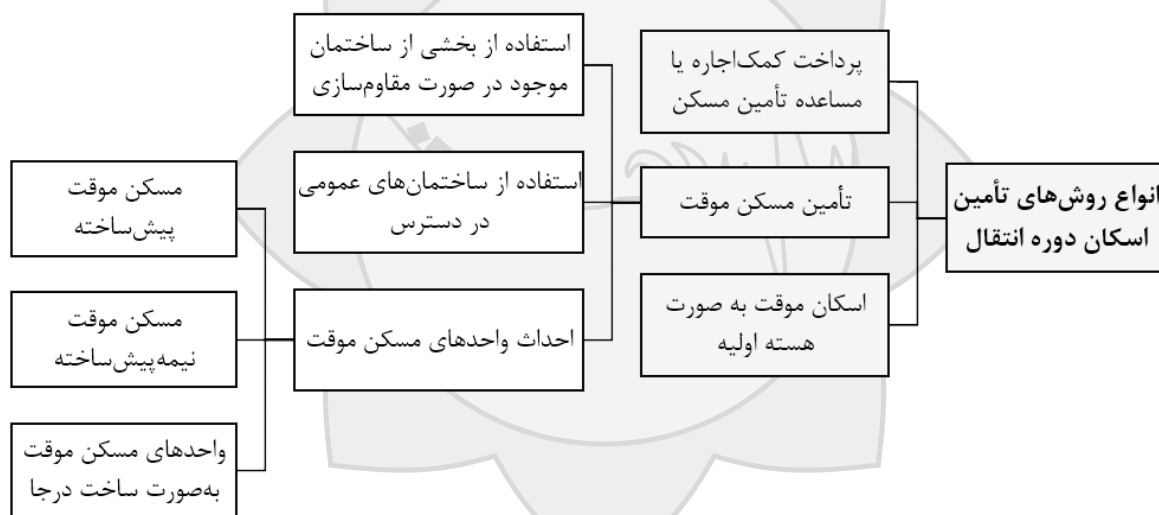 انواع روش‌های تأمین
اسکان دوره انتقال
پرداخت کمک‌اجاره یا
مساعده تأمین مسکن
تأمین مسکن موقت
اسکان موقت به صورت
هسته اولیه
استفاده از بخشی از ساختمان
موجود در صورت مقاوم‌سازی
استفاده از ساختمان‌های عمومی
در دسترس
احداث واحدهای مسکن موقت
مسکن موقت
پیش‌ساخته
مسکن موقت
نیمه‌پیش‌ساخته
واحدهای مسکن موقت
به‌صورت ساخت درجا